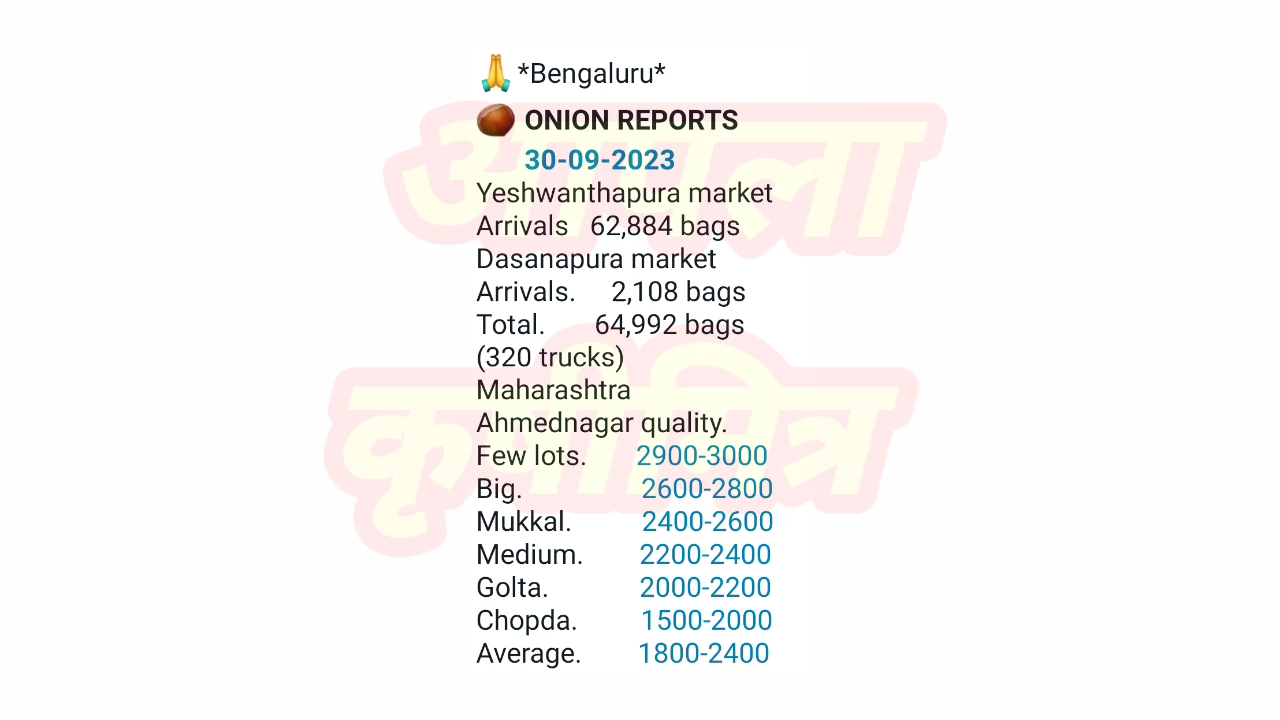 🙏*Bengaluru*
🌰 ONION REPORTS
30-09-2023
Yeshwanthapura market
Arrivals 62,884 bags
Dasanapura market
Arrivals. 2,108 bags
Total. 64,992 bags
(320 trucks)
Maharashtra
Ahmednagar quality.
Few lots. 2900-3000
Big. 2600-2800
Mukkal. 2400-2600
Medium. 2200-2400
Golta. 2000-2200
Chopda. 1500-2000
Average. 1800-2400
आपला
कृषीमित्र